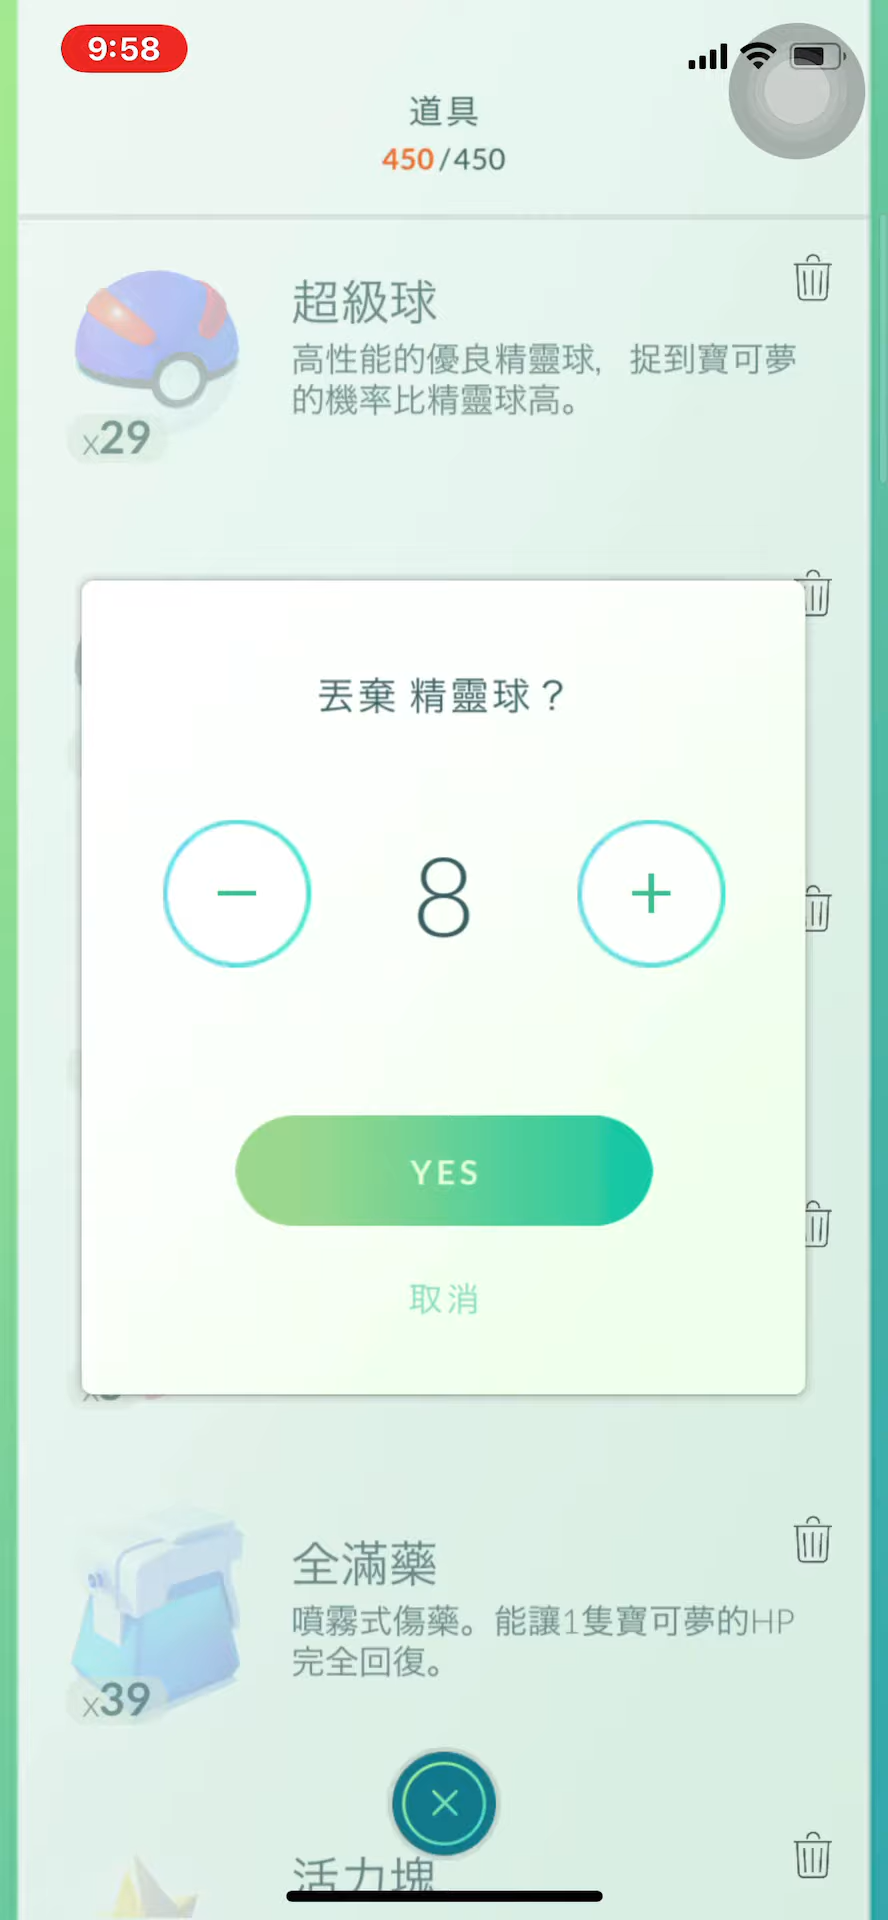 9:58
道具
450/450
超級球
高性能的優良精靈球, 捉到寶可夢
的機率比精靈球高。
x29
丟棄 精靈球？
8
YES
取消
全滿藥
噴霧式傷藥。能讓1隻寶可夢的HP
完全回復。
x39
活力塊